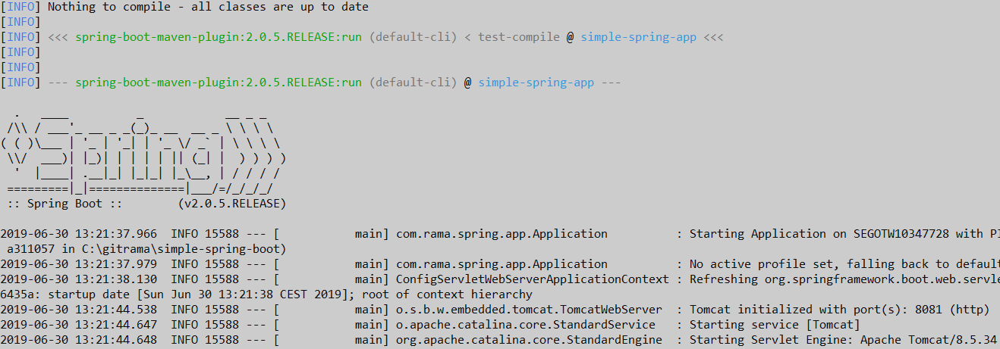 [INFO] Nothing to compile - all classes are up to date
[INFO]
[INFO] <<< spring-boot-maven-plugin:2.0.5.RELEASE:run (default-cli) < test-compile @ simple-spring-app <<<
[INFO]
[INFO]
[INFO] --- spring-boot-maven-plugin:2.0.5.RELEASE:run (default-cli) @ simple-spring-app ---

  .   ____          _            __ _ _
 /\\ / ___'_ __ _ _(_)_ __  __ _ \ \ \ \
( ( )\___ | '_ | '_| | '_ \/ _` | \ \ \ \
 \\/  ___)| |_)| | | | | || (_| |  ) ) ) )
  '  |____| .__|_| |_|_| |_\__, | / / / /
 =========|_|==============|___/=/_/_/_/
 :: Spring Boot ::        (v2.0.5.RELEASE)

2019-06-30 13:21:37.966  INFO 15588 --- [           main] com.rama.spring.app.Application          : Starting Application on SEGOTW10347728 with PI
 a311057 in C:\gitrama\simple-spring-boot)
2019-06-30 13:21:37.979  INFO 15588 --- [           main] com.rama.spring.app.Application          : No active profile set, falling back to default
2019-06-30 13:21:38.130  INFO 15588 --- [           main] ConfigServletWebServerApplicationContext : Refreshing org.springframework.boot.web.servle
6435a: startup date [Sun Jun 30 13:21:38 CEST 2019]; root of context hierarchy
2019-06-30 13:21:44.538  INFO 15588 --- [           main] o.s.b.w.embedded.tomcat.TomcatWebServer  : Tomcat initialized with port(s): 8081 (http)
2019-06-30 13:21:44.647  INFO 15588 --- [           main] o.apache.catalina.core.StandardService   : Starting service [Tomcat]
2019-06-30 13:21:44.648  INFO 15588 --- [           main] org.apache.catalina.core.StandardEngine  : Starting Servlet Engine: Apache Tomcat/8.5.34